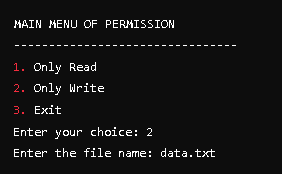 MAIN MENU OF PERMISSION
--------------------------------
1. Only Read
2. Only Write
3. Exit
Enter your choice: 2
Enter the file name: data.txt